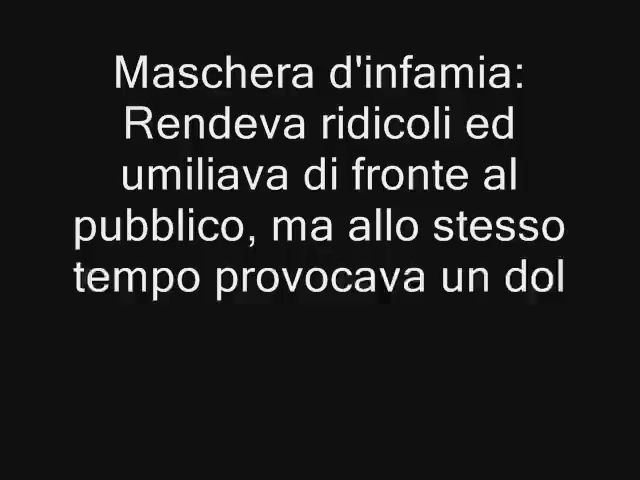 Maschera d'infamia:
Rendeva ridicoli ed
umiliava di fronte al
pubblico, ma allo stesso
tempo provocava un dol